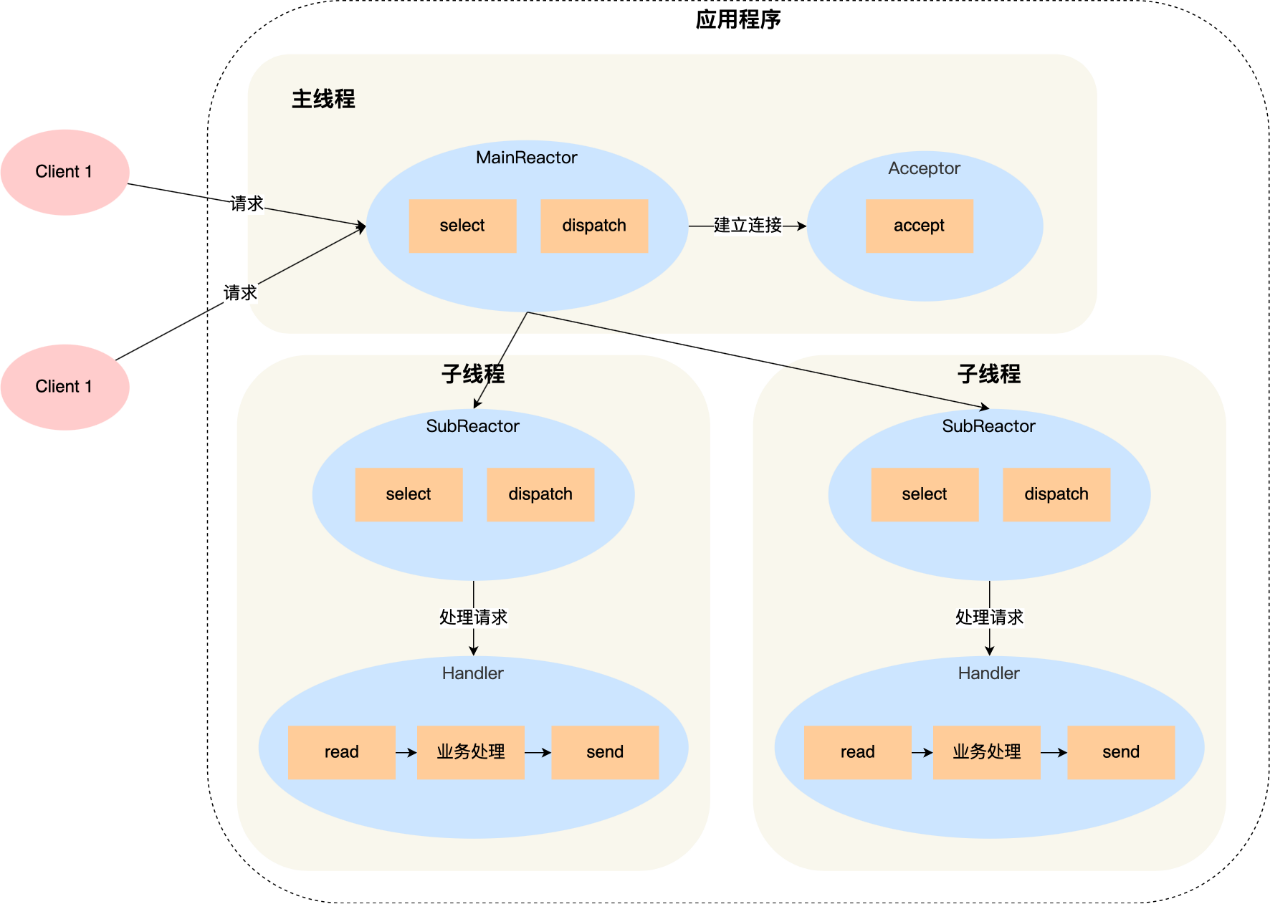 应用程序
主线程
MainReactor
Acceptor
Client 1
请求
select
dispatch
建立连接
accept
请求
Client 1
子线程
子线程
SubReactor
SubReactor
select
dispatch
select
dispatch
处理请求
处理请求
Handler
Handler
read
业务处理
send
read
业务处理
send